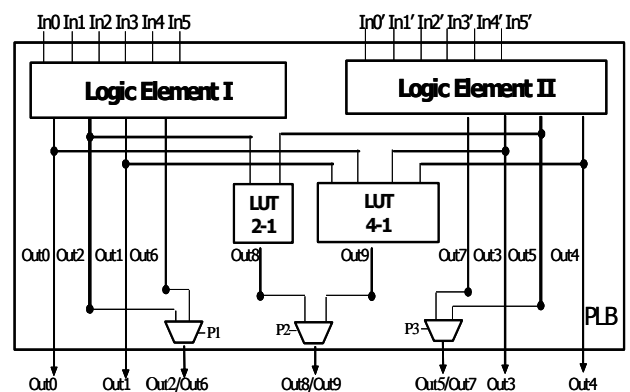 In0 In1 In2 In3 In4 In5
In0' In1' In2' In3' In4' In5'
Logic Element I
Logic Element II
LUT
2-1
LUT
4-1
Out0 Out2 Out1 Out6 Out8 Out9 Out7 Out3 Out5 Out4
P1 P2 P3 PLB
Out0 Out1 Out2/Out6 Out8/Out9 Out5/Out7 Out3 Out4